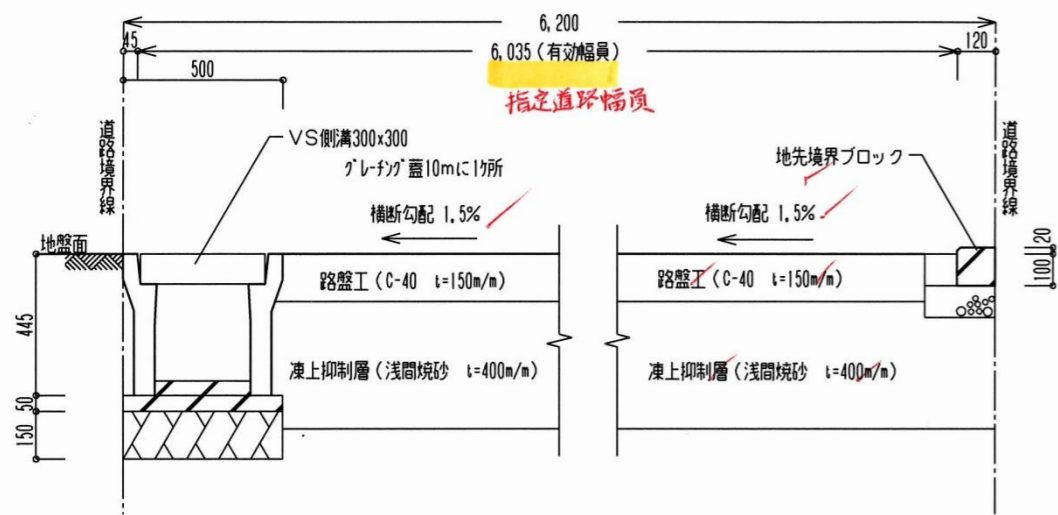 6,200
45
6,035 (有効幅員)
120
500
指定道路幅員
道路境界線
VS側溝300x300
グレーチング蓋10mに1ヶ所
地先境界ブロック
道路境界線
横断勾配 1.5%
横断勾配 1.5%
地盤面
20
100
路盤工 (C-40 t=150m/m)
路盤工 (C-40 t=150m/m)
445
凍上抑制層 (浅間焼砂 t=400m/m)
凍上抑制層 (浅間焼砂 t=400m/m)
50
150